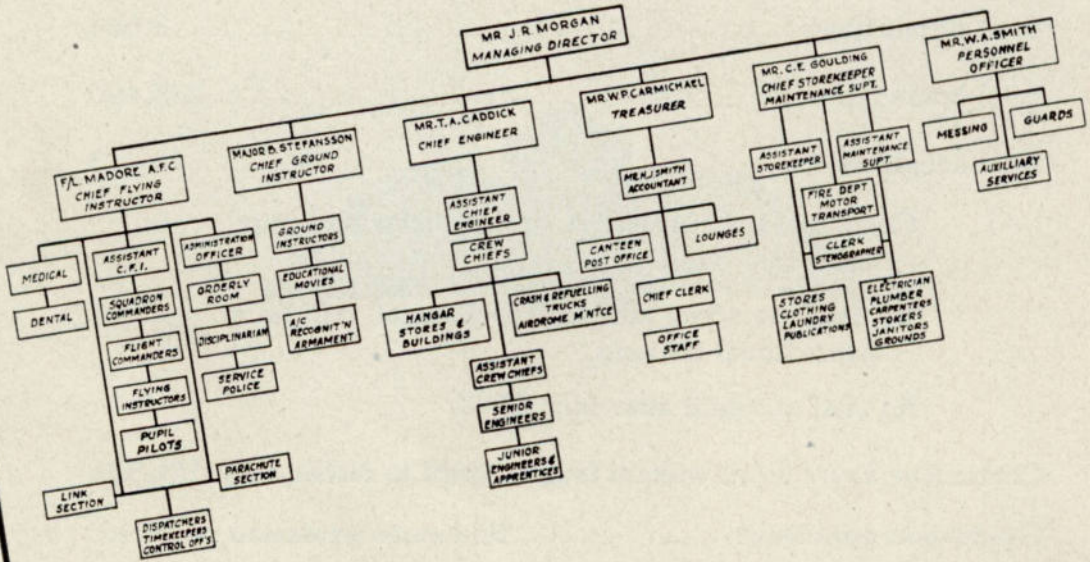 MR J.R. MORGAN
MANAGING DIRECTOR
F/L. MADORE A.F.C.
CHIEF FLYING
INSTRUCTOR
MAJOR B. STEFANSSON
CHIEF GROUND
INSTRUCTOR
MR. T.A. CADDICK
CHIEF ENGINEER
MR. W.P. CARMICHAEL
TREASURER
MR. C.E. GOULDING
CHIEF STOREKEEPER
MAINTENANCE SUPT.
MR. W.A. SMITH
PERSONNEL
OFFICER
MEDICAL
DENTAL
ASSISTANT
C.F.I.
SQUADRON
COMMANDERS
FLIGHT
COMMANDERS
FLYING
INSTRUCTORS
PUPIL
PILOTS
ADMINISTRATION
OFFICER
ORDERLY
ROOM
DISCIPLINARIAN
SERVICE
POLICE
LINK
SECTION
PARACHUTE
SECTION
DISPATCHERS
TIMEKEEPERS
CONTROL OFF'S
GROUND
INSTRUCTORS
EDUCATIONAL
MOVIES
A/C
RECOGNIT'N
ARMAMENT
ASSISTANT
CHIEF
ENGINEER
CREW
CHIEFS
HANGAR
STORES &
BUILDINGS
CRASH & REFUELLING
TRUCKS
AIRDROME M'NTCE
ASSISTANT
CREW CHIEFS
SENIOR
ENGINEERS
JUNIOR
ENGINEERS &
APPRENTICES
MR. H.J. SMITH
ACCOUNTANT
CANTEEN
POST OFFICE
LOUNGES
CHIEF CLERK
OFFICE
STAFF
ASSISTANT
STOREKEEPER
ASSISTANT
MAINTENANCE
SUPT.
FIRE DEPT
MOTOR
TRANSPORT
CLERK
STENOGRAPHER
STORES
CLOTHING
LAUNDRY
PUBLICATIONS
ELECTRICIAN
PLUMBER
CARPENTERS
STOKERS
JANITORS
GROUNDS
MESSING
GUARDS
AUXILLIARY
SERVICES